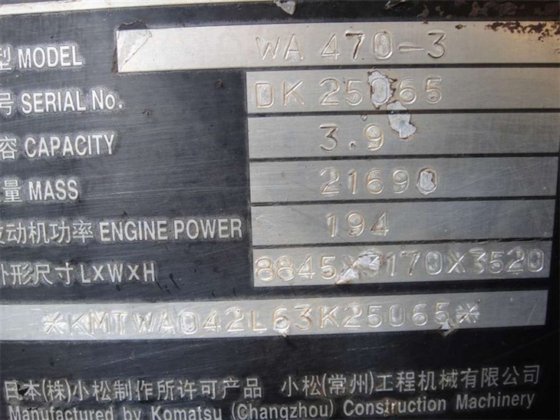 型 MODEL WA 470-3
号 SERIAL No. DK 25065
容 CAPACITY 3.9
量 MASS 21690
动机功率 ENGINE POWER 194
外形尺寸 L×W×H 8845×3170×3520
*KMTWA042L63K25065*
日本(株)小松制作所许可产品 小松(常州)工程机械有限公司
Manufactured by Komatsu (Changzhou) Construction Machinery